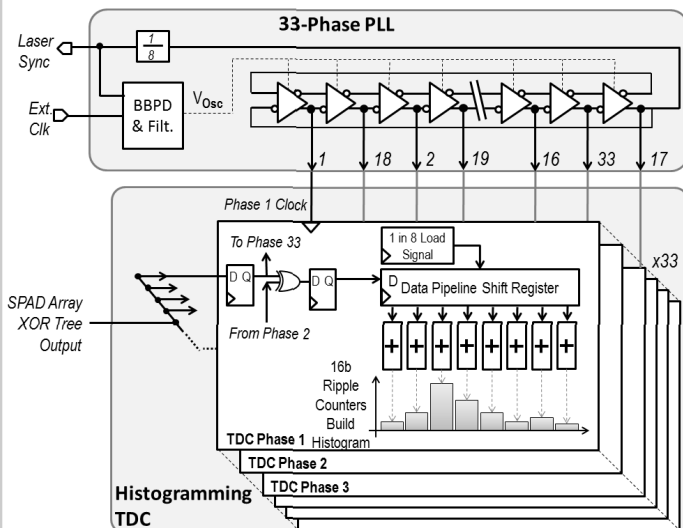 33-Phase PLL
Laser
Sync
1
8
Ext.
Clk
BBPD
& Filt.
VOsc
1
18
2
19
16
33
17
Phase 1 Clock
x33
To Phase 33
1 in 8 Load
Signal
D Q
D Q
D
Data Pipeline Shift Register
SPAD Array
XOR Tree
Output
From Phase 2
+ + + + + + + +
16b
Ripple
Counters
Build
Histogram
TDC Phase 1
TDC Phase 2
TDC Phase 3
Histogramming
TDC